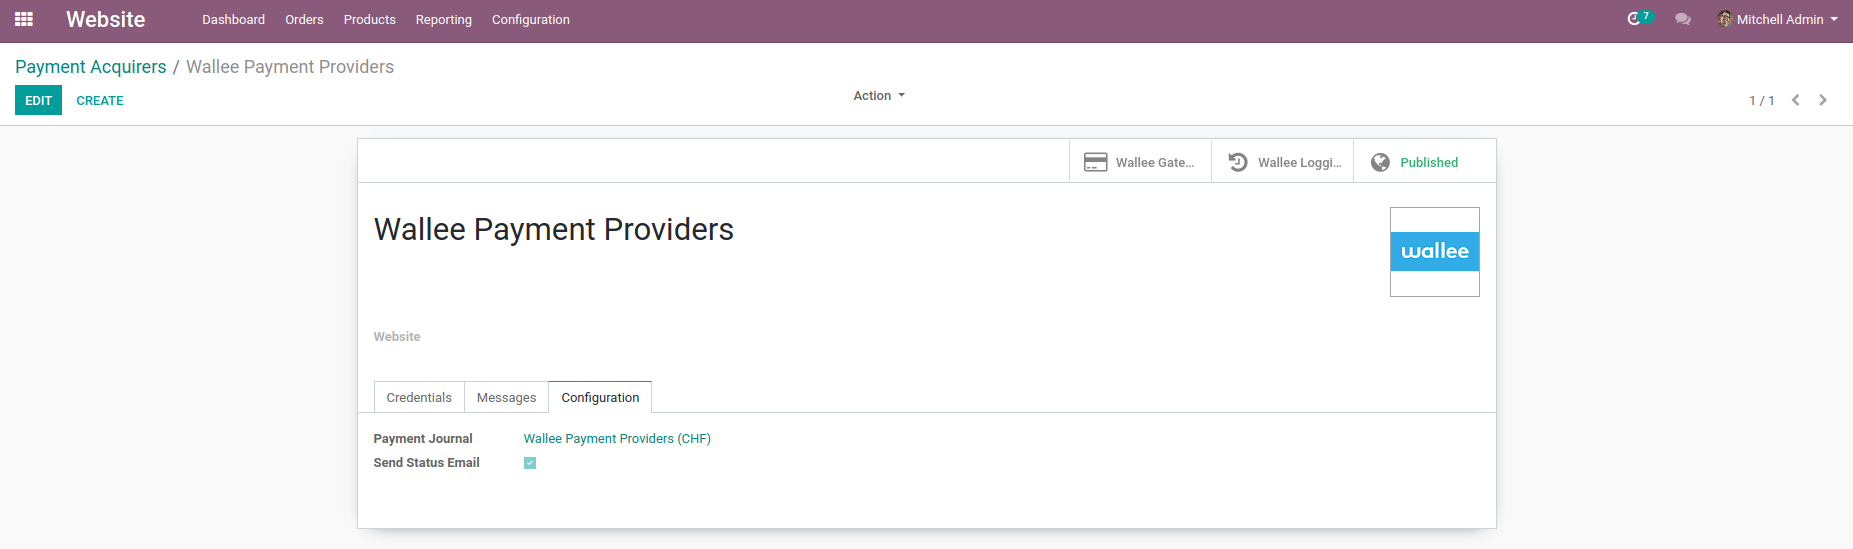 Website Dashboard Orders Products Reporting Configuration 7 Mitchell Admin
Payment Acquirers / Wallee Payment Providers
EDIT CREATE Action 1 / 1
Wallee Gate... Wallee Loggi... Published
Wallee Payment Providers
wallee
Website
Credentials Messages Configuration
Payment Journal Wallee Payment Providers (CHF)
Send Status Email